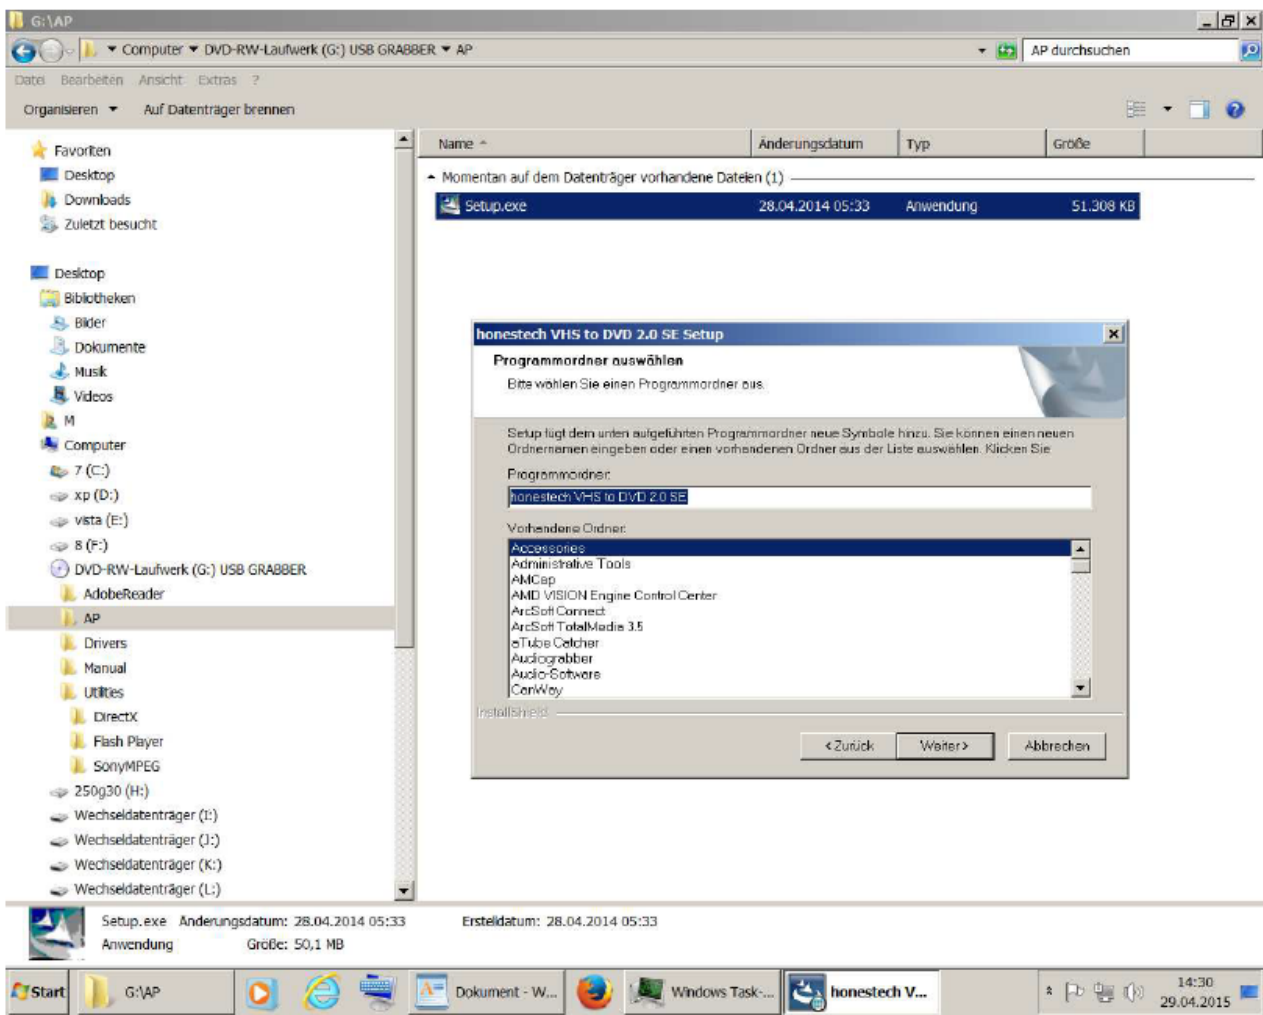 G:\AP
Computer DVD-RW-Laufwerk (G:) USB GRABBER AP
AP durchsuchen
Datei Bearbeiten Ansicht Extras ?
Organisieren Auf Datenträger brennen
Favoriten
Desktop
Downloads
Zuletzt besucht
Desktop
Bibliotheken
Bilder
Dokumente
Musik
Videos
M
Computer
7 (C:)
xp (D:)
vista (E:)
8 (F:)
DVD-RW-Laufwerk (G:) USB GRABBER
AdobeReader
AP
Drivers
Manual
Utilities
DirectX
Flash Player
SonyMPEG
250g30 (H:)
Wechseldatenträger (I:)
Wechseldatenträger (J:)
Wechseldatenträger (K:)
Wechseldatenträger (L:)
Name Änderungsdatum Typ Größe
Momentan auf dem Datenträger vorhandene Dateien (1)
Setup.exe 28.04.2014 05:33 Anwendung 51.308 KB
honestech VHS to DVD 2.0 SE Setup
Programmordner auswählen
Bitte wählen Sie einen Programmordner aus.
Setup fügt dem unten aufgeführten Programmordner neue Symbole hinzu. Sie können einen neuen
Ordnernamen eingeben oder einen vorhandenen Ordner aus der Liste auswählen. Klicken Sie
Programmordner:
honestech VHS to DVD 2.0 SE
Vorhandene Ordner:
Accessories
Administrative Tools
AMCap
AMD VISION Engine Control Center
ArcSoft Connect
ArcSoft TotalMedia 3.5
aTube Catcher
Audiograbber
Audio-Software
CanWay
InstallShield
< Zurück Weiter > Abbrechen
Setup.exe Änderungsdatum: 28.04.2014 05:33 Erstelldatum: 28.04.2014 05:33
Anwendung Größe: 50,1 MB
Start G:\AP Dokument - W... Windows Task-... honestech V... 14:30
29.04.2015